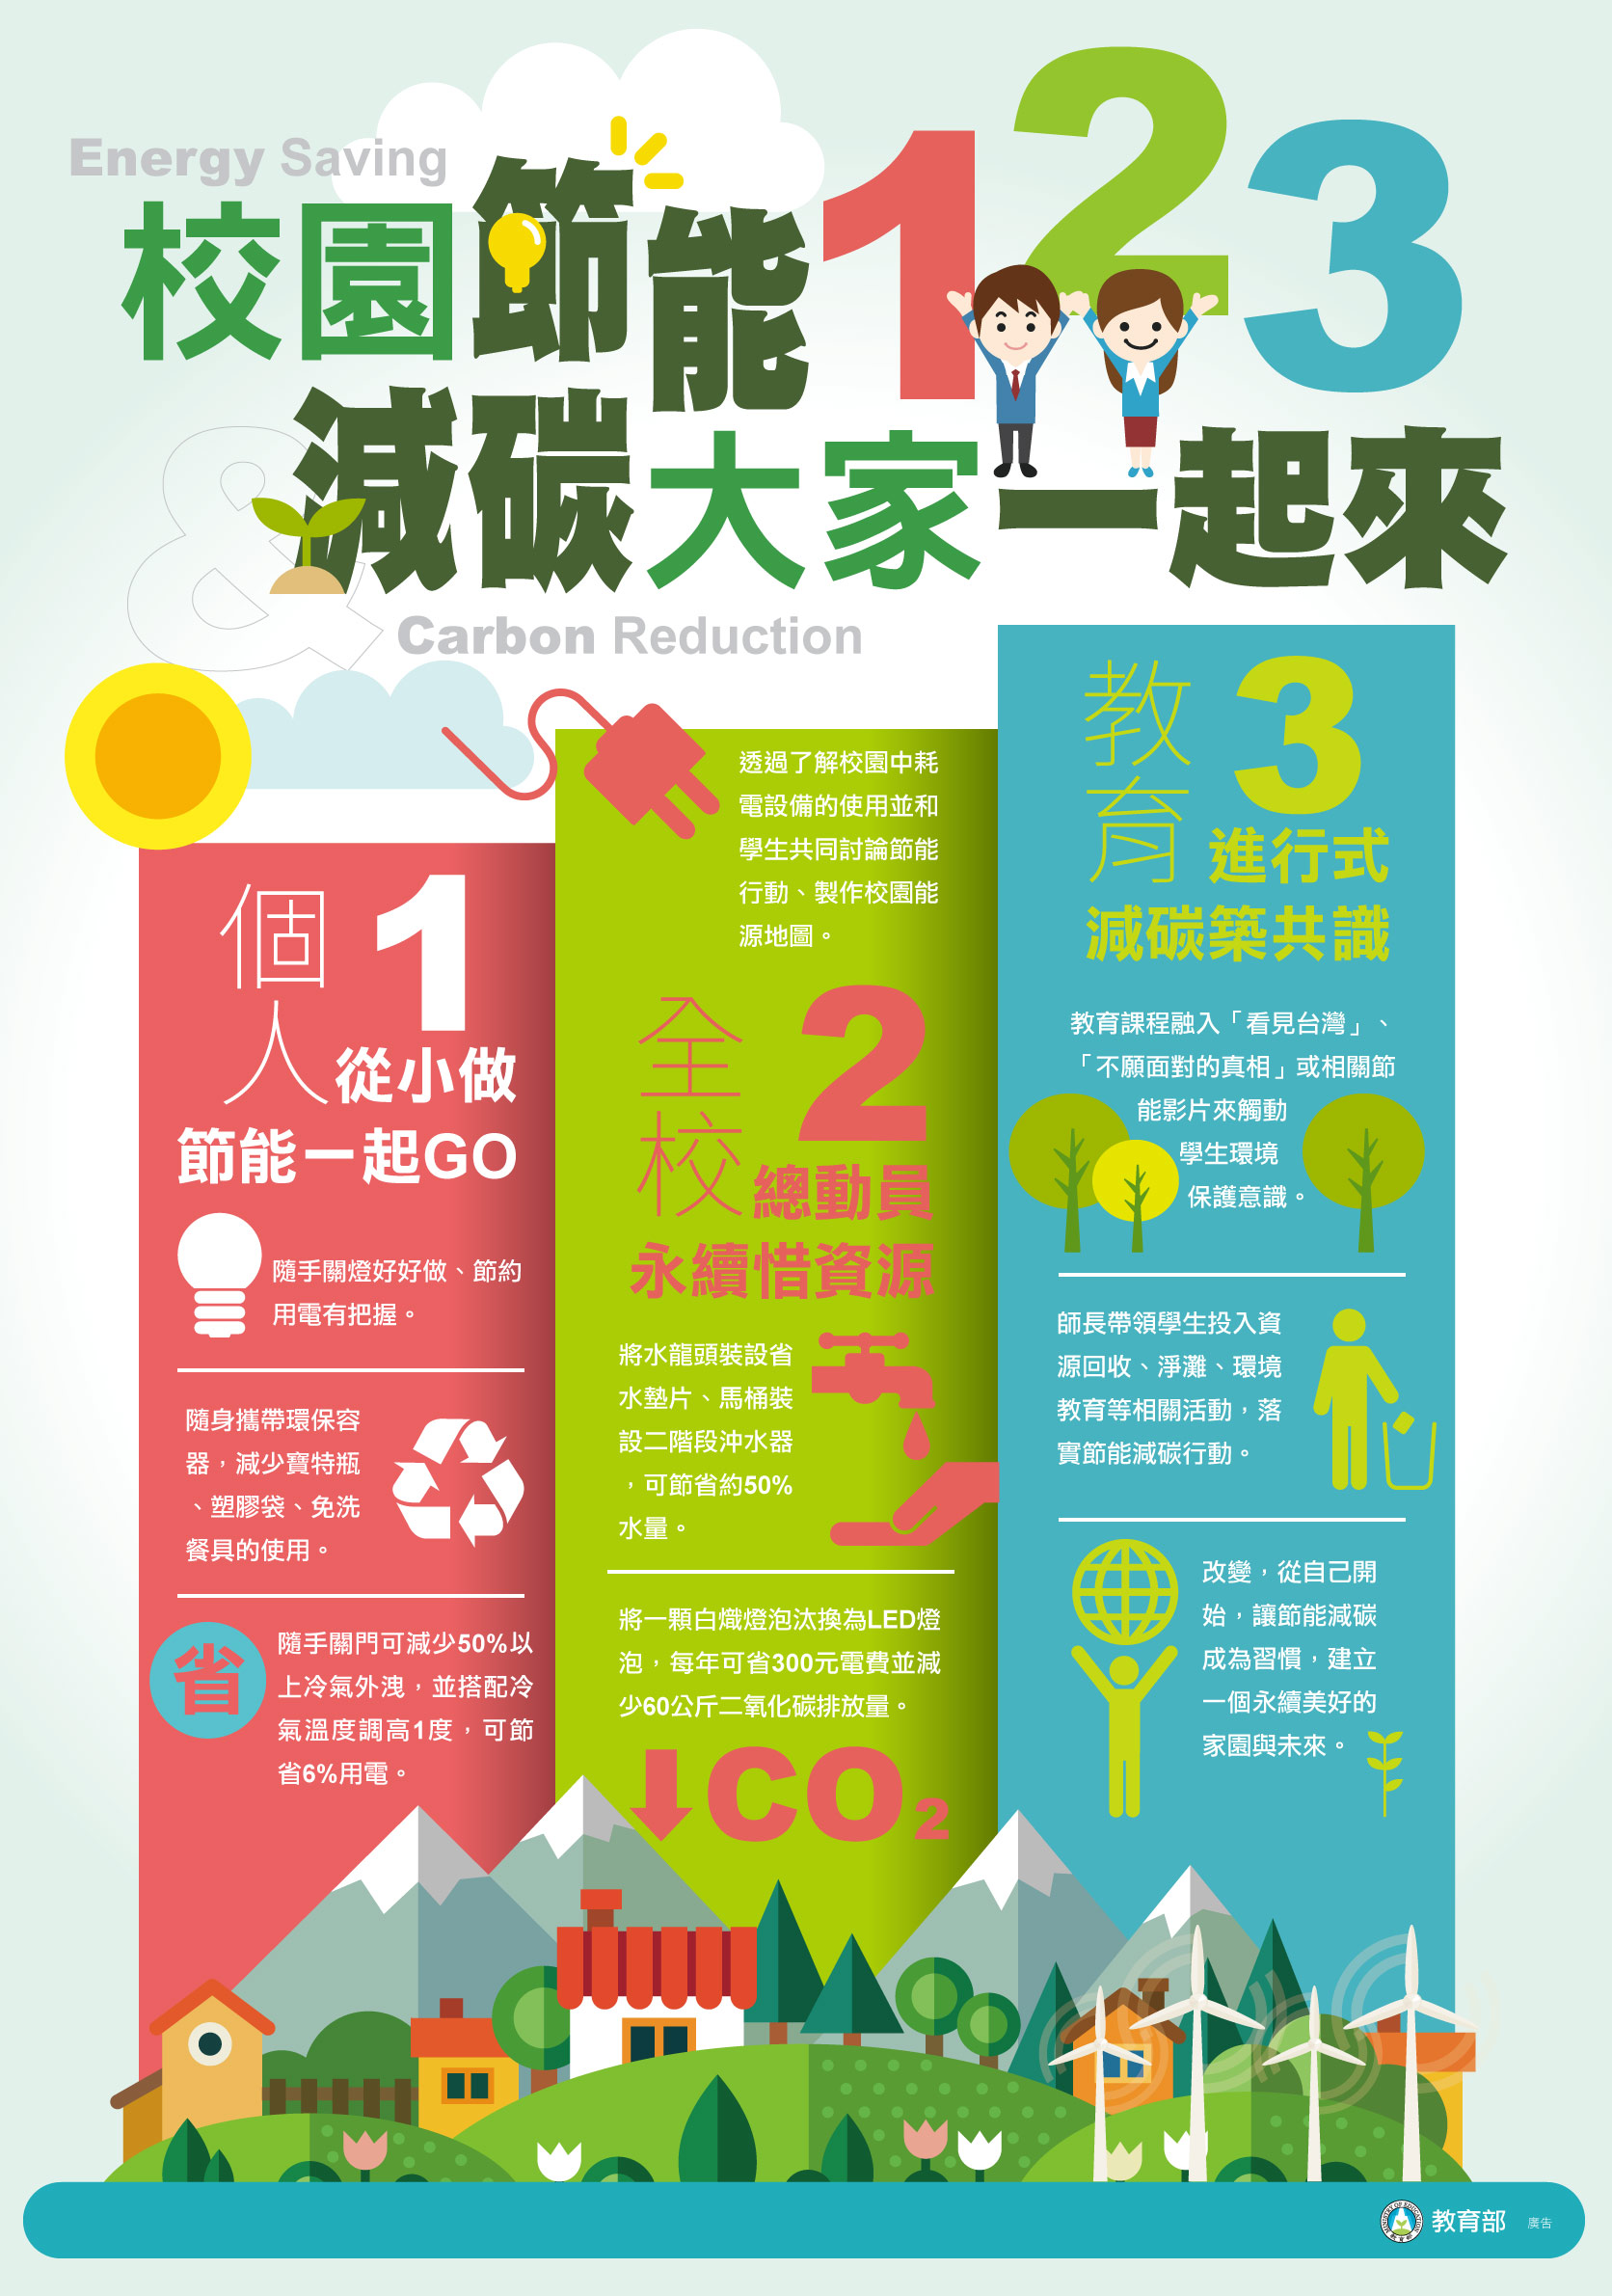 Energy Saving
校園節能123
&
減碳大家一起來
Carbon Reduction
個人1
從小做
節能一起GO
隨手關燈好好做、節約
用電有把握。
隨身攜帶環保容
器，減少寶特瓶
、塑膠袋、免洗
餐具的使用。
省
隨手關門可減少50%以
上冷氣外洩，並搭配冷
氣溫度調高1度，可節
省6%用電。
透過了解校園中耗
電設備的使用並和
學生共同討論節能
行動、製作校園能
源地圖。
全校2
總動員
永續惜資源
將水龍頭裝設省
水墊片、馬桶裝
設二階段沖水器
，可節省約50%
水量。
將一顆白熾燈泡汰換為LED燈
泡，每年可省300元電費並減
少60公斤二氧化碳排放量。
CO2
教育3
進行式
減碳築共識
教育課程融入「看見台灣」、
「不願面對的真相」或相關節
能影片來觸動
學生環境
保護意識。
師長帶領學生投入資
源回收、淨灘、環境
教育等相關活動，落
實節能減碳行動。
改變，從自己開
始，讓節能減碳
成為習慣，建立
一個永續美好的
家園與未來。
教育部 廣告